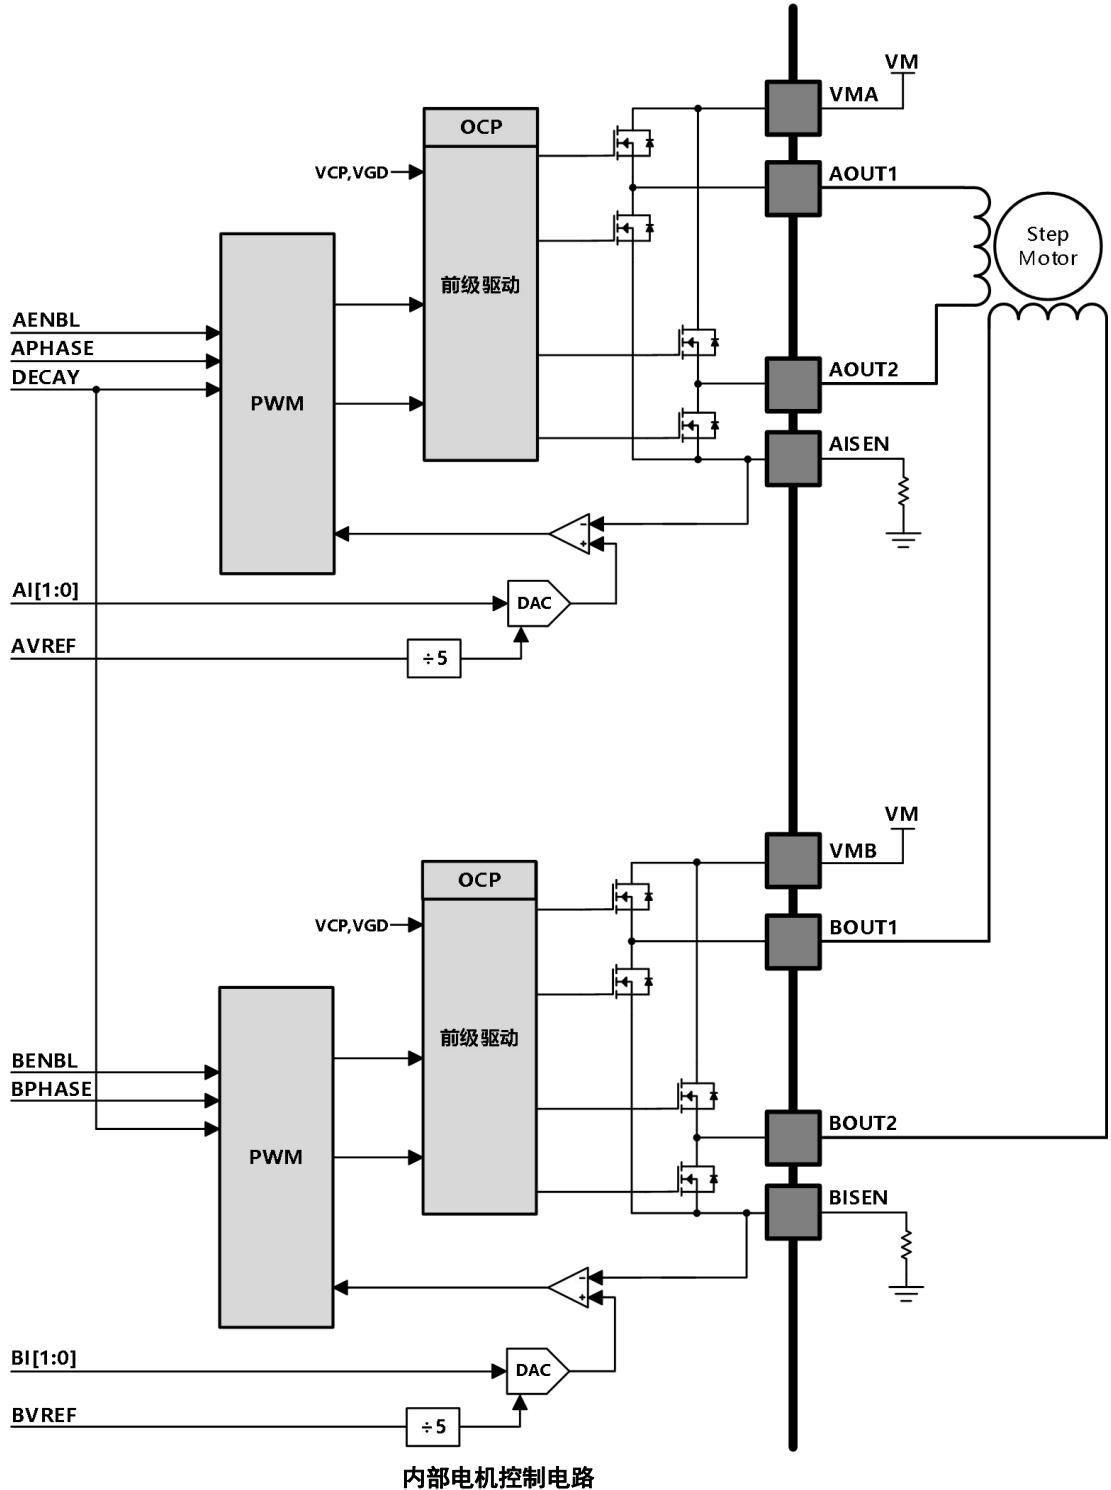 VM
VMA
OCP
VCP,VGD
AOUT1
Step
Motor
前级驱动
AENBL
APHASE
DECAY
PWM
AOUT2
AISEN
-
+
AI[1:0]
DAC
AVREF
÷5
VM
VMB
OCP
VCP,VGD
BOUT1
前级驱动
BENBL
BPHASE
PWM
BOUT2
BISEN
-
+
BI[1:0]
DAC
BVREF
÷5
内部电机控制电路